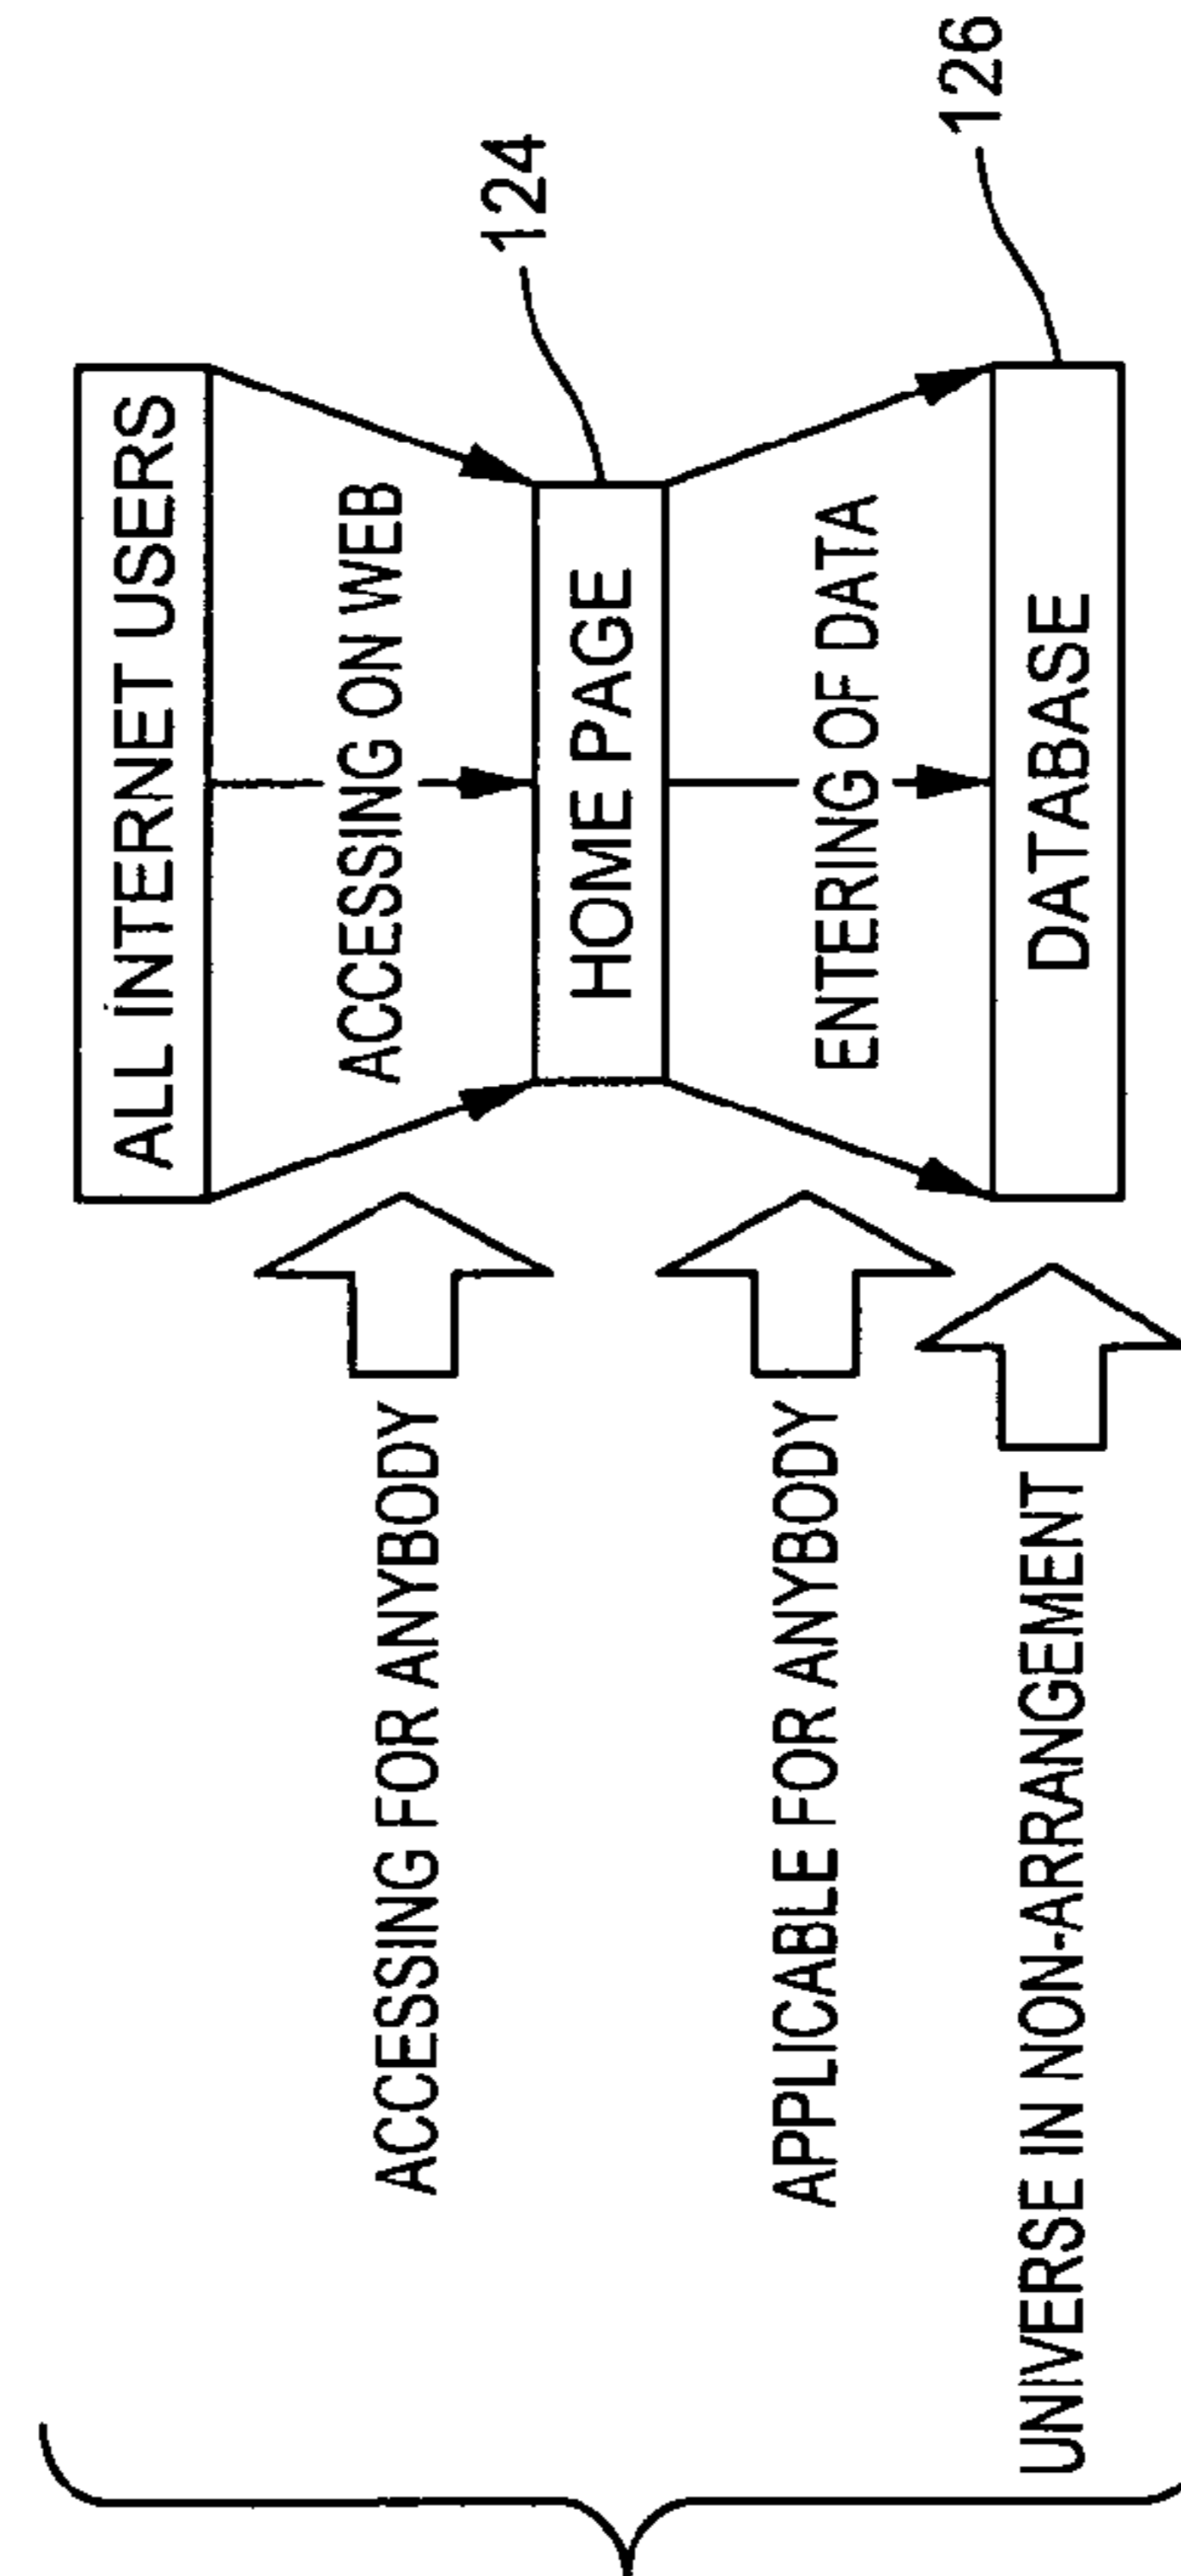 ALL INTERNET USERS
ACCESSING ON WEB
124
HOME PAGE
ENTERING OF DATA
126
DATABASE
ACCESSING FOR ANYBODY
APPLICABLE FOR ANYBODY
UNIVERSE IN NON-ARRANGEMENT